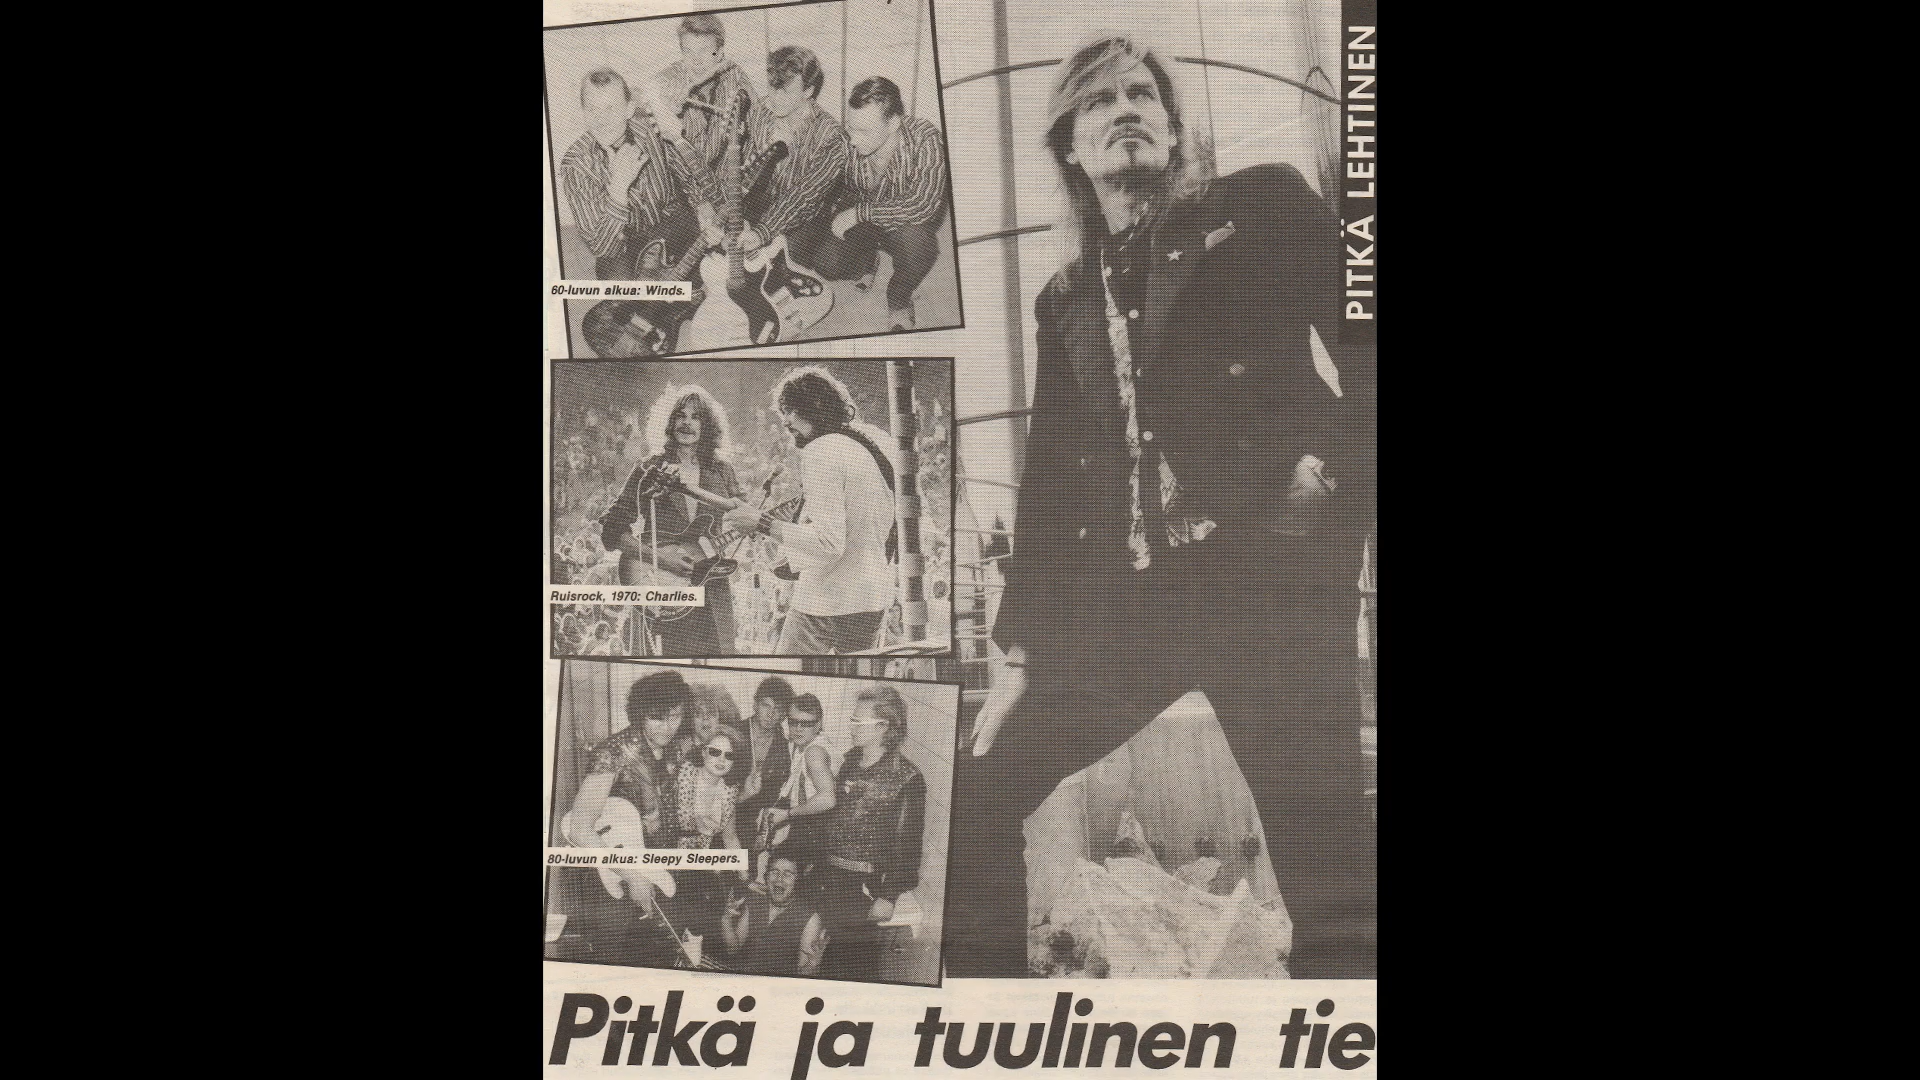 PITKÄ LEHTINEN
60-luvun alkua: Winds.
Ruisrock, 1970: Charlies.
80-luvun alkua: Sleepy Sleepers.
Pitkä ja tuulinen tie